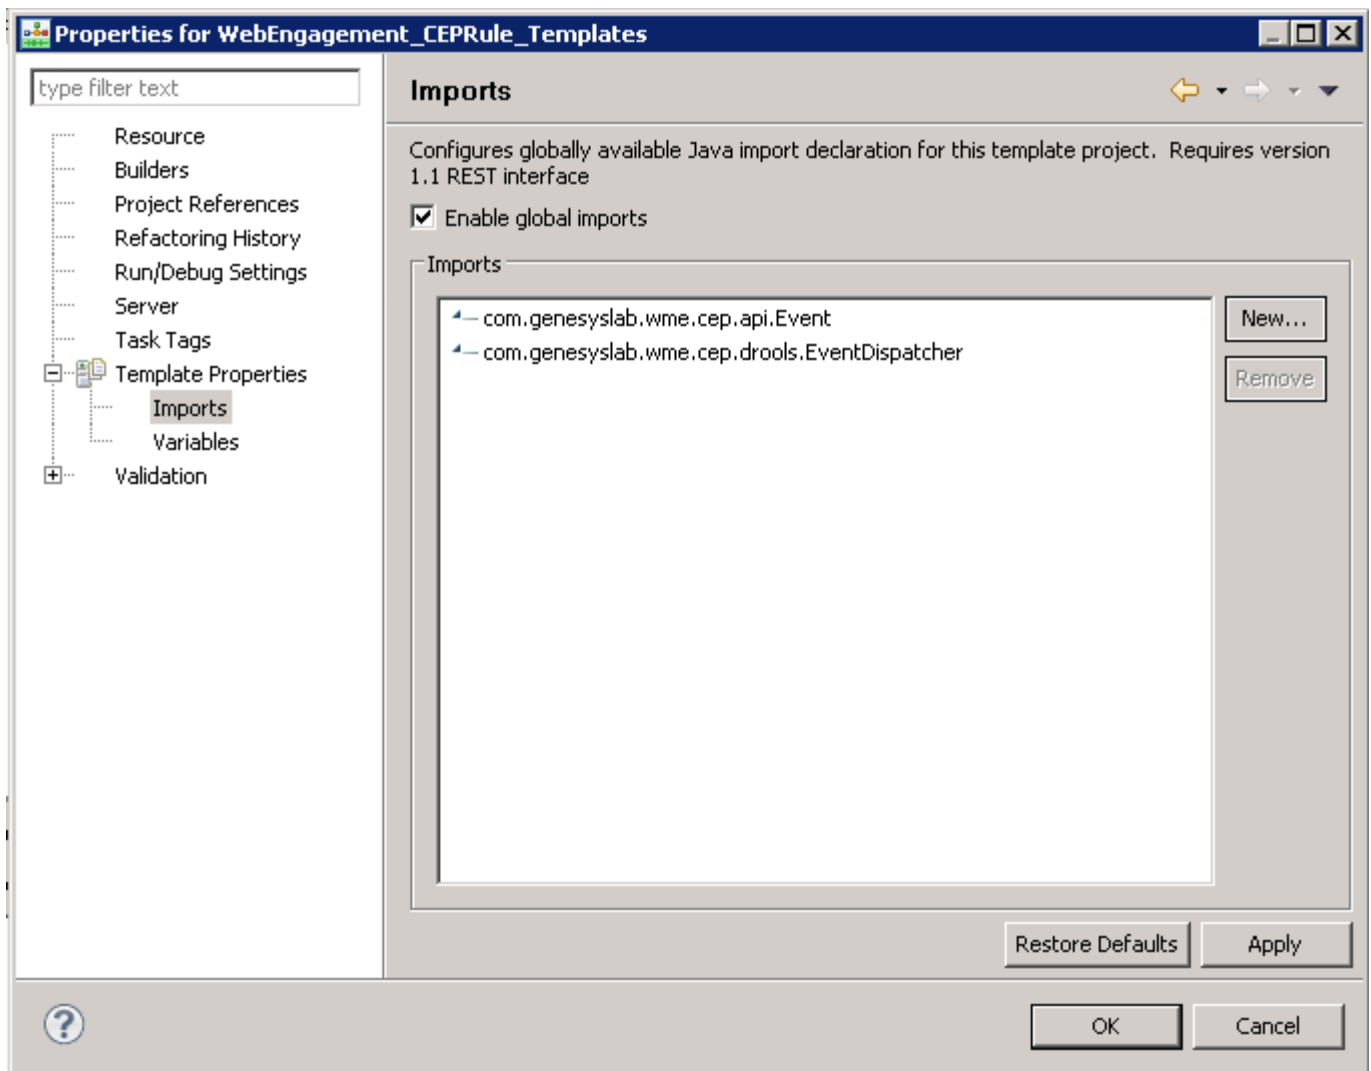 Properties for WebEngagement_CEPRule_Templates
type filter text
Resource
Builders
Project References
Refactoring History
Run/Debug Settings
Server
Task Tags
Template Properties
Imports
Variables
Validation
Imports
Configures globally available Java import declaration for this template project. Requires version
1.1 REST interface
Enable global imports
Imports
com.genesyslab.wme.cep.api.Event
com.genesyslab.wme.cep.drools.EventDispatcher
New...
Remove
Restore Defaults
Apply
?
OK
Cancel